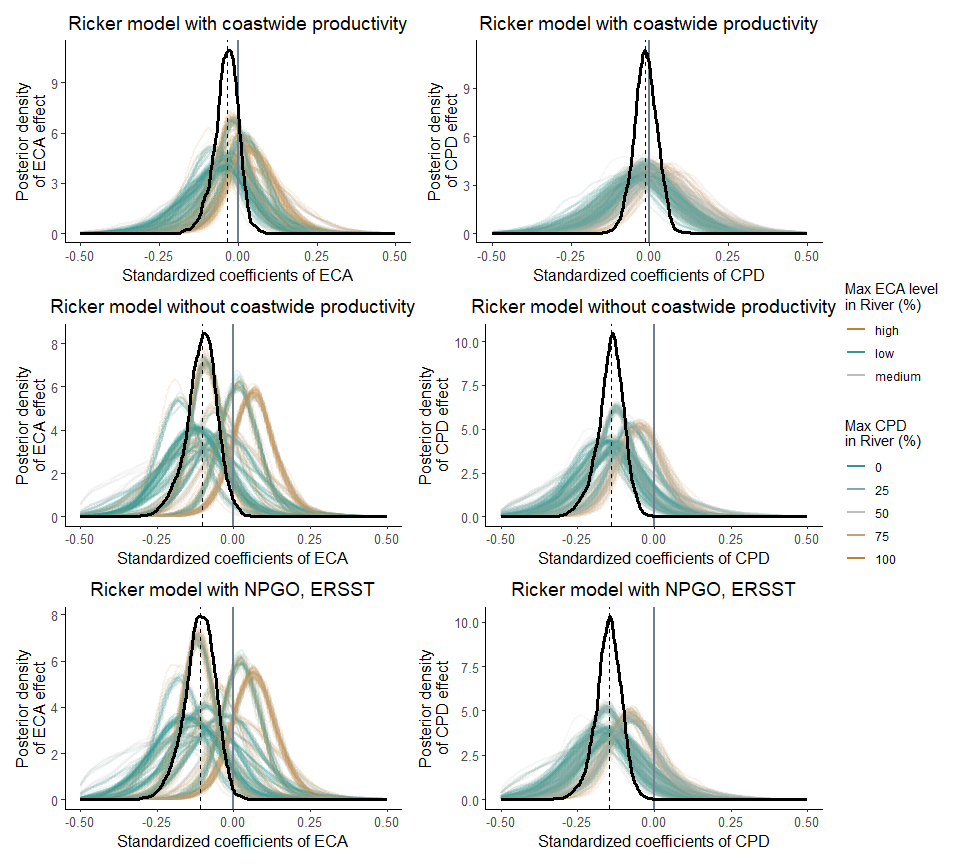 Ricker model with coastwide productivity
Posterior density
of ECA effect
9
6
3
0
-0.50
-0.25
0.00
0.25
0.50
Standardized coefficients of ECA
Ricker model with coastwide productivity
Posterior density
of CPD effect
9
6
3
0
-0.50
-0.25
0.00
0.25
0.50
Standardized coefficients of CPD
Ricker model without coastwide productivity
Posterior density
of ECA effect
8
6
4
2
0
-0.50
-0.25
0.00
0.25
0.50
Standardized coefficients of ECA
Ricker model without coastwide productivity
Posterior density
of CPD effect
10.0
7.5
5.0
2.5
0.0
-0.50
-0.25
0.00
0.25
0.50
Standardized coefficients of CPD
Ricker model with NPGO, ERSST
Posterior density
of ECA effect
8
6
4
2
0
-0.50
-0.25
0.00
0.25
0.50
Standardized coefficients of ECA
Ricker model with NPGO, ERSST
Posterior density
of CPD effect
10.0
7.5
5.0
2.5
0.0
-0.50
-0.25
0.00
0.25
0.50
Standardized coefficients of CPD
Max ECA level
in River (%)
high
low
medium
Max CPD
in River (%)
0
25
50
75
100